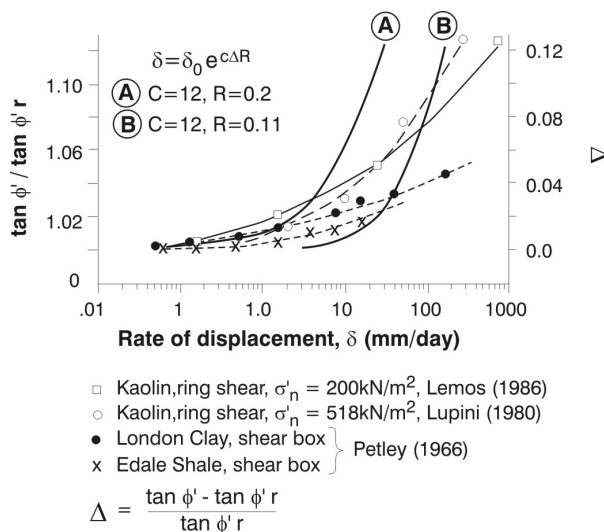 δ=δ₀ e^cΔR
A C=12, R=0.2
B C=12, R=0.11
A
B
tan ϕ' / tan ϕ' r
1.10
1.06
1.02
0
0.12
0.08
0.04
0.0
Δ
.01 1 1.0 10 100 1000
Rate of displacement, δ (mm/day)
□ Kaolin,ring shear, σ'n = 200kN/m², Lemos (1986)
○ Kaolin,ring shear, σ'n = 518kN/m², Lupini (1980)
● London Clay, shear box
x Edale Shale, shear box
} Petley (1966)
Δ = (tan ϕ' - tan ϕ' r) / (tan ϕ' r)